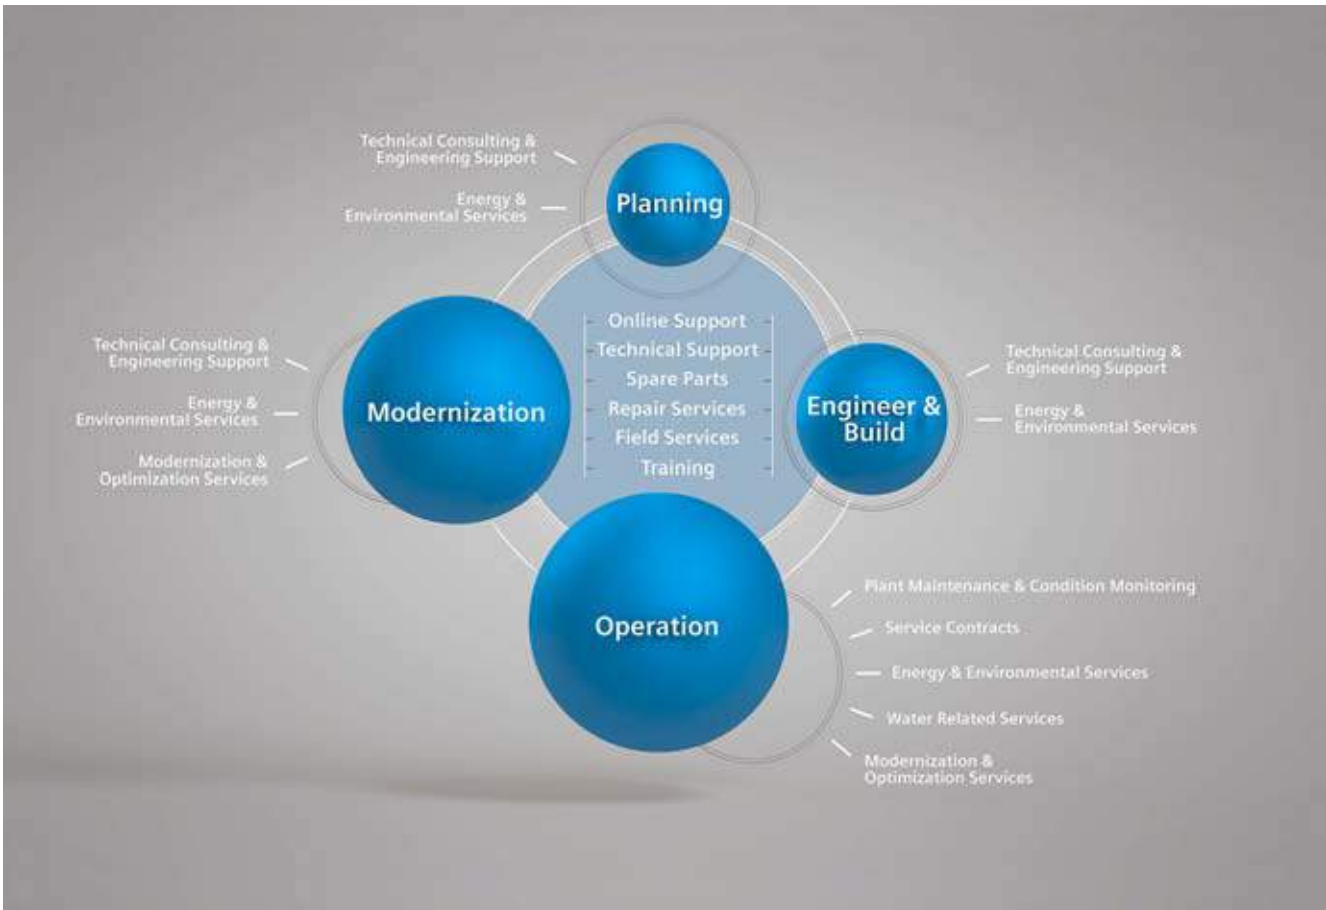 Technical Consulting &
Engineering Support
Energy &
Environmental Services
Planning
Online Support
Technical Support
Spare Parts
Repair Services
Field Services
Training
Technical Consulting &
Engineering Support
Energy &
Environmental Services
Modernization &
Optimization Services
Modernization
Engineer &
Build
Technical Consulting &
Engineering Support
Energy &
Environmental Services
Operation
Plant Maintenance & Condition Monitoring
Service Contracts
Energy & Environmental Services
Water Related Services
Modernization &
Optimization Services